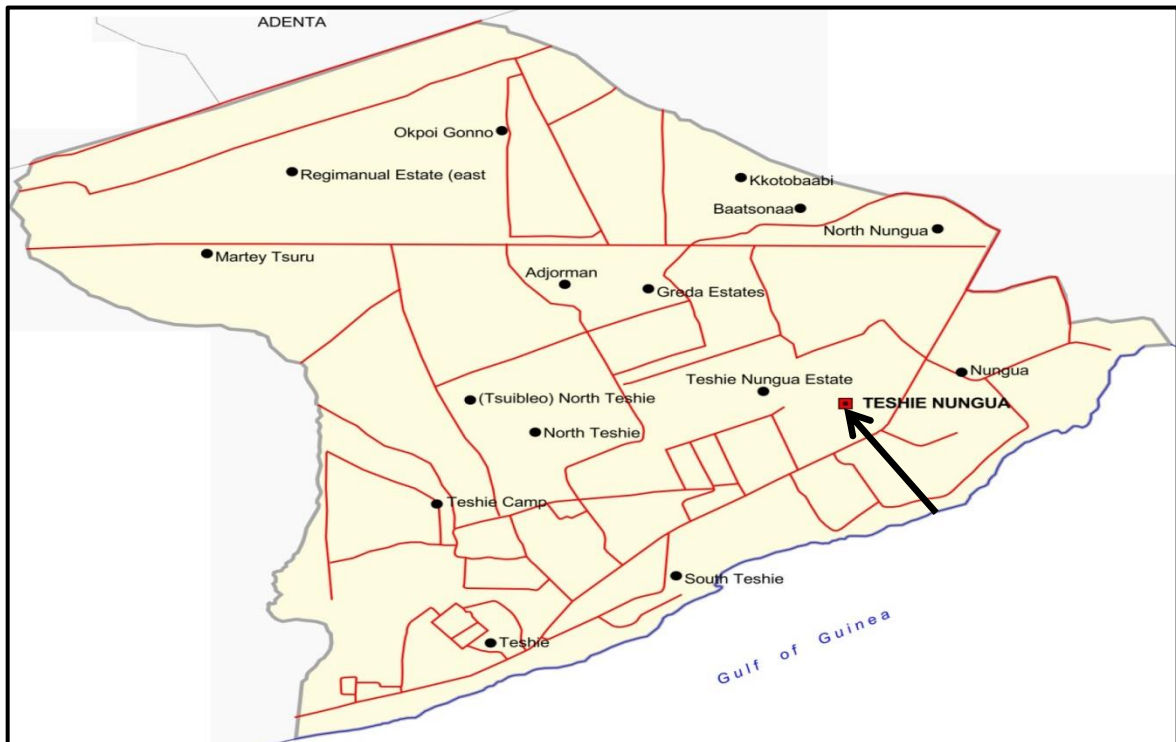 ADENTA
Okpoi Gonno
Regimanual Estate (east
Kkotobaabi
Baatsonaa
North Nungua
Martey Tsuru
Adjorman
Greda Estates
Nungua
Teshie Nungua Estate
(Tsuibleo) North Teshie
TESHIE NUNGUA
North Teshie
Teshie Camp
South Teshie
Teshie
Gulf of Guinea